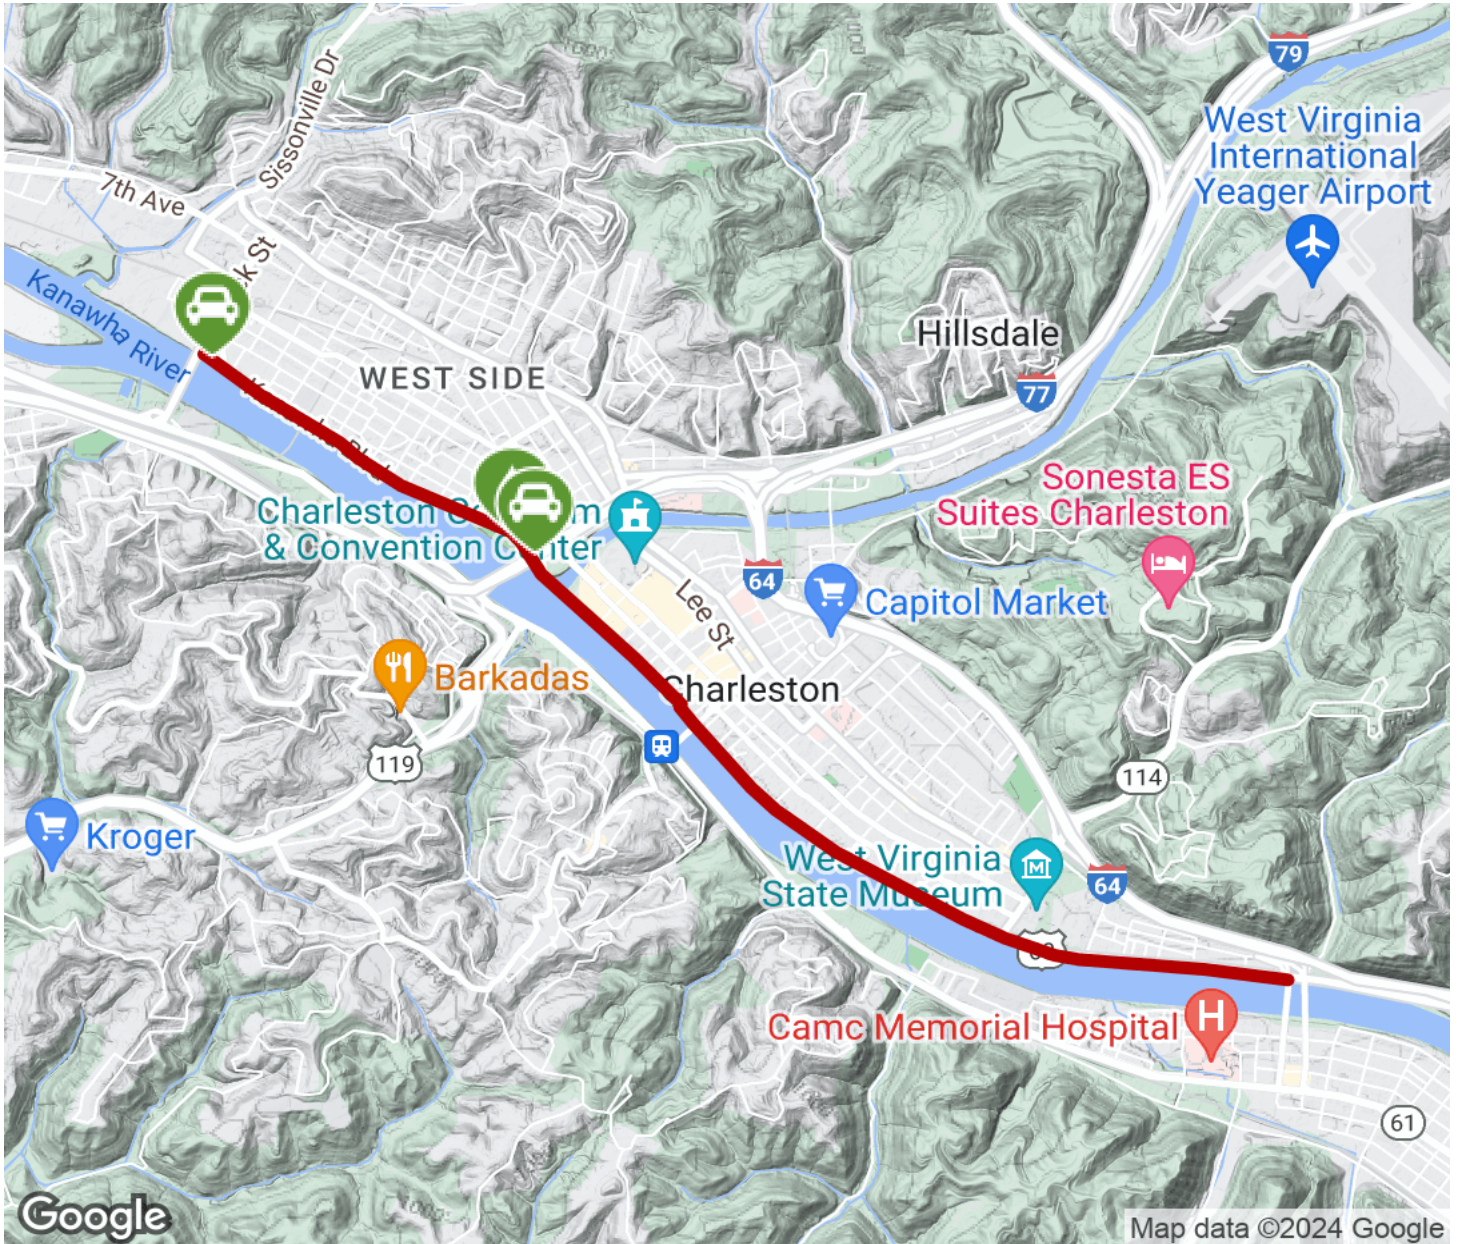 79
West Virginia
International
Yeager Airport
Sissonville Dr
7th Ave
Kanawha River
Hillsdale
77
WEST SIDE
Sonesta ES
Suites Charleston
Charleston
& Convention Center
64
Lee St
Capitol Market
Barkadas
Charleston
119
114
Kroger
West Virginia
State Museum
64
Camc Memorial Hospital
H
61
Google
Map data ©2024 Google